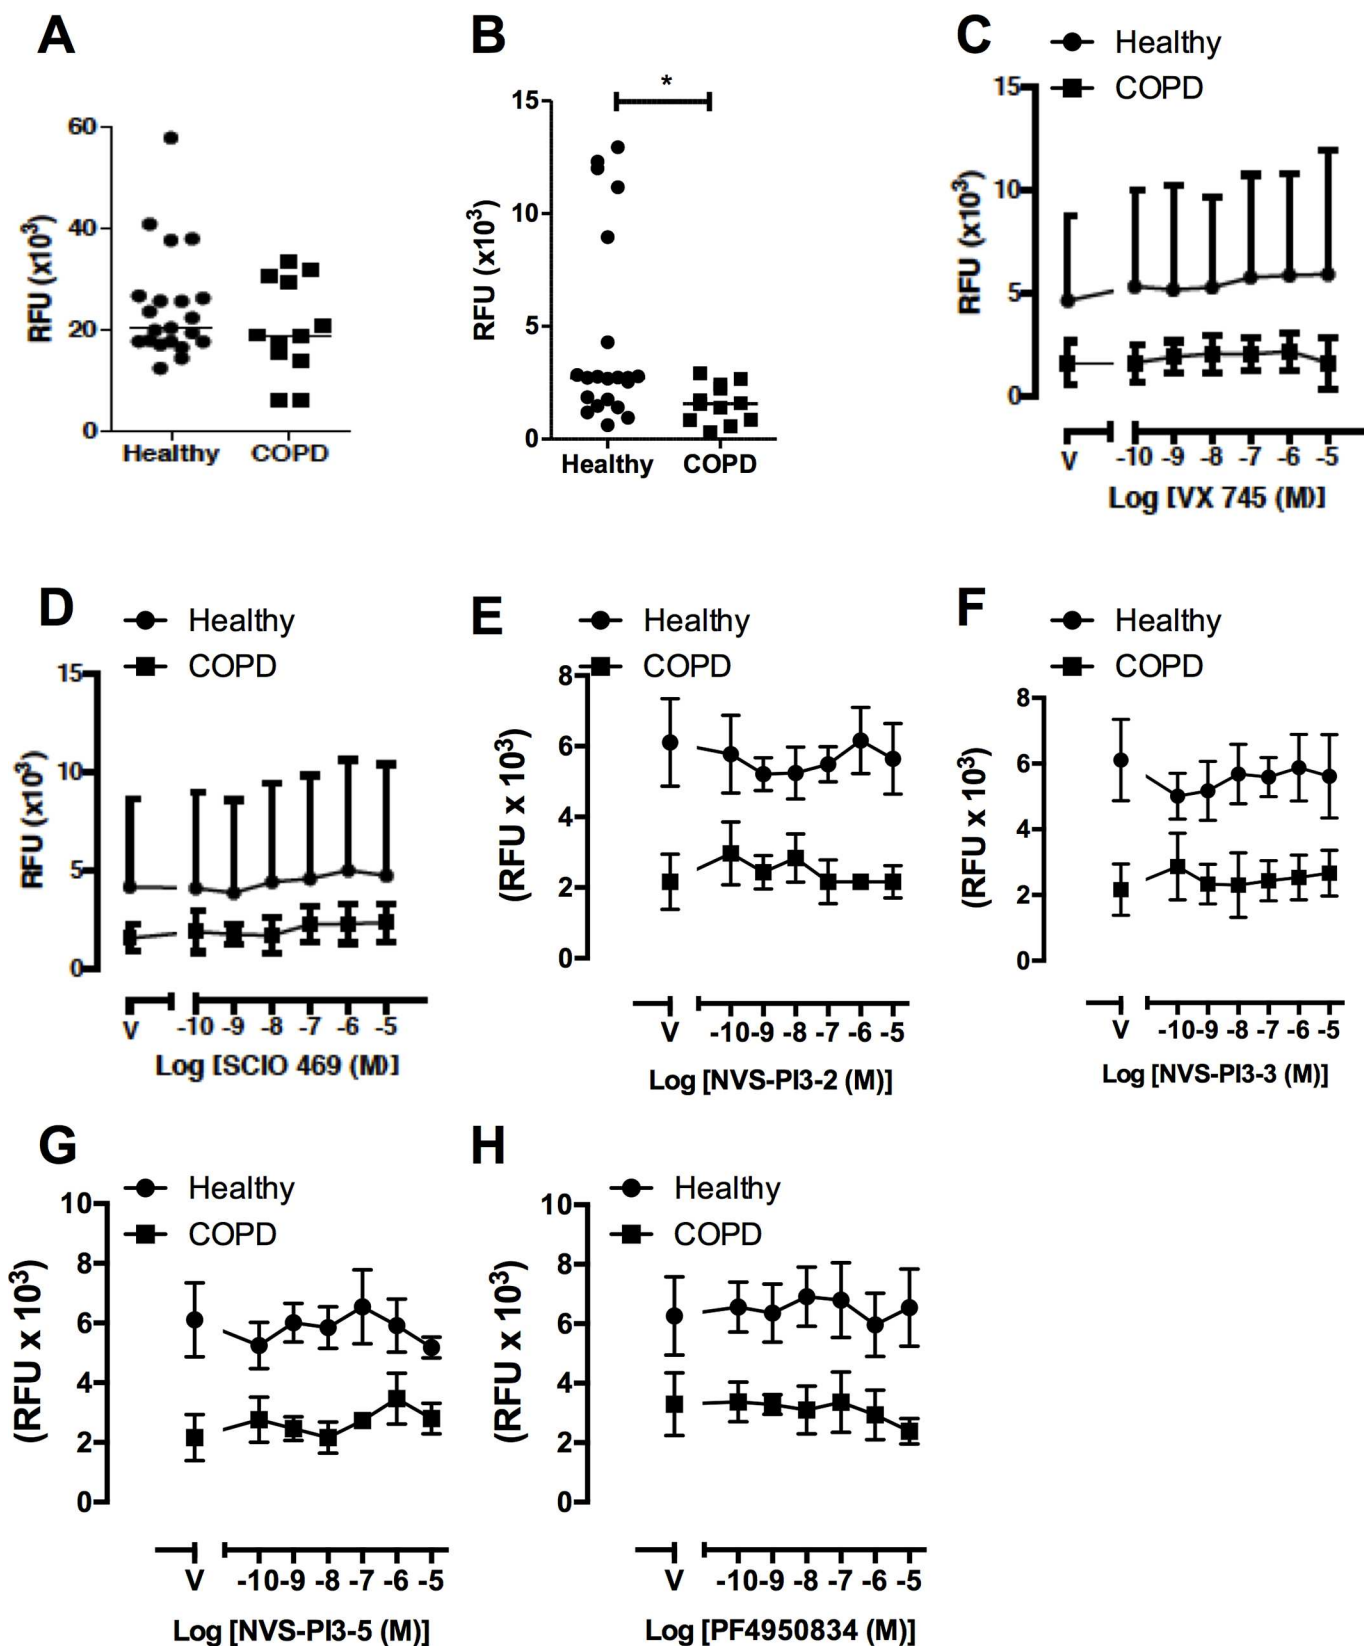 A
RFU (x10³)
60
40
20
0
Healthy COPD
B
*
RFU (x10³)
15
10
5
0
Healthy COPD
C
Healthy
COPD
RFU (x10³)
15
10
5
0
V -10 -9 -8 -7 -6 -5
Log [VX 745 (M)]
D
Healthy
COPD
RFU (x10³)
15
10
5
0
V -10 -9 -8 -7 -6 -5
Log [SCIO 469 (M)]
E
Healthy
COPD
(RFU x 10³)
8
6
4
2
0
V -10 -9 -8 -7 -6 -5
Log [NVS-PI3-2 (M)]
F
Healthy
COPD
(RFU x 10³)
8
6
4
2
0
V -10 -9 -8 -7 -6 -5
Log [NVS-PI3-3 (M)]
G
Healthy
COPD
(RFU x 10³)
10
8
6
4
2
0
V -10 -9 -8 -7 -6 -5
Log [NVS-PI3-5 (M)]
H
Healthy
COPD
(RFU x 10³)
10
8
6
4
2
0
V -10 -9 -8 -7 -6 -5
Log [PF4950834 (M)]